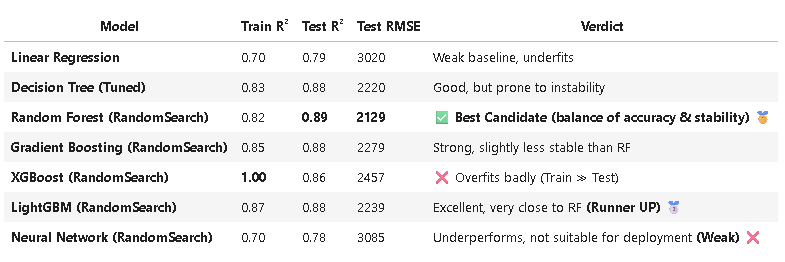 Model Train R² Test R² Test RMSE Verdict
Linear Regression 0.70 0.79 3020 Weak baseline, underfits
Decision Tree (Tuned) 0.83 0.88 2220 Good, but prone to instability
Random Forest (RandomSearch) 0.82 0.89 2129 ✅ Best Candidate (balance of accuracy & stability) 🥇
Gradient Boosting (RandomSearch) 0.85 0.88 2279 Strong, slightly less stable than RF
XGBoost (RandomSearch) 1.00 0.86 2457 ❌ Overfits badly (Train ≫ Test)
LightGBM (RandomSearch) 0.87 0.88 2239 Excellent, very close to RF (Runner UP) 🥈
Neural Network (RandomSearch) 0.70 0.78 3085 Underperforms, not suitable for deployment (Weak) ❌